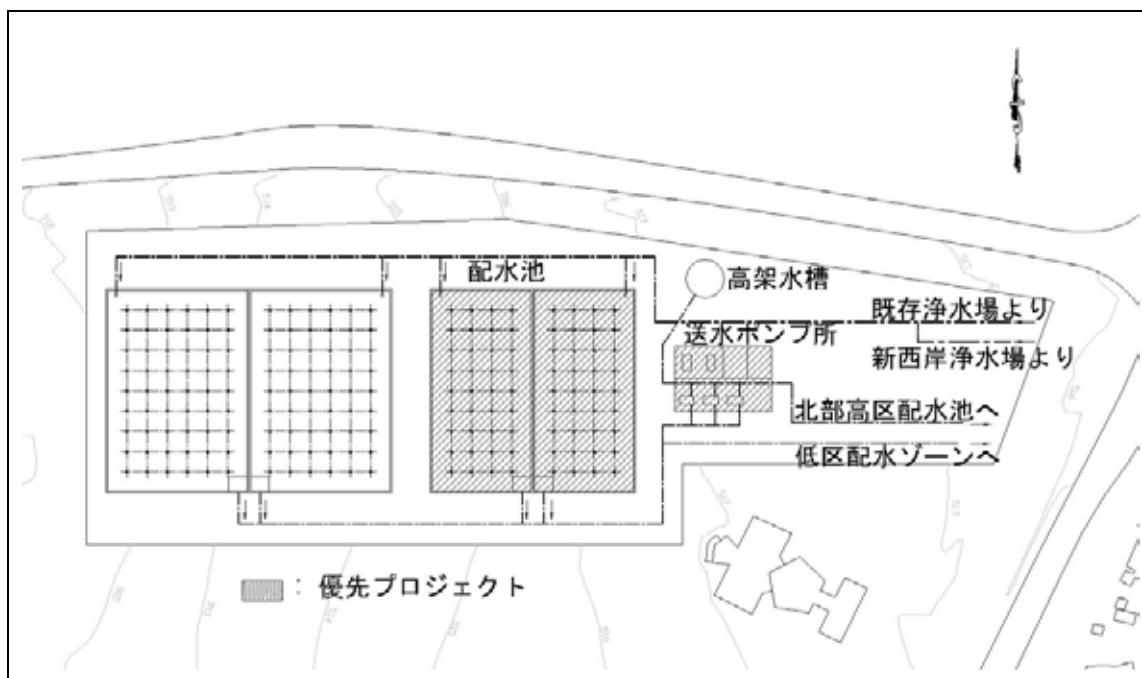 配水池
高架水槽
既存浄水場より
送水ポンプ所
新西岸浄水場より
北部高区配水池へ
低区配水ゾーンへ
：優先プロジェクト